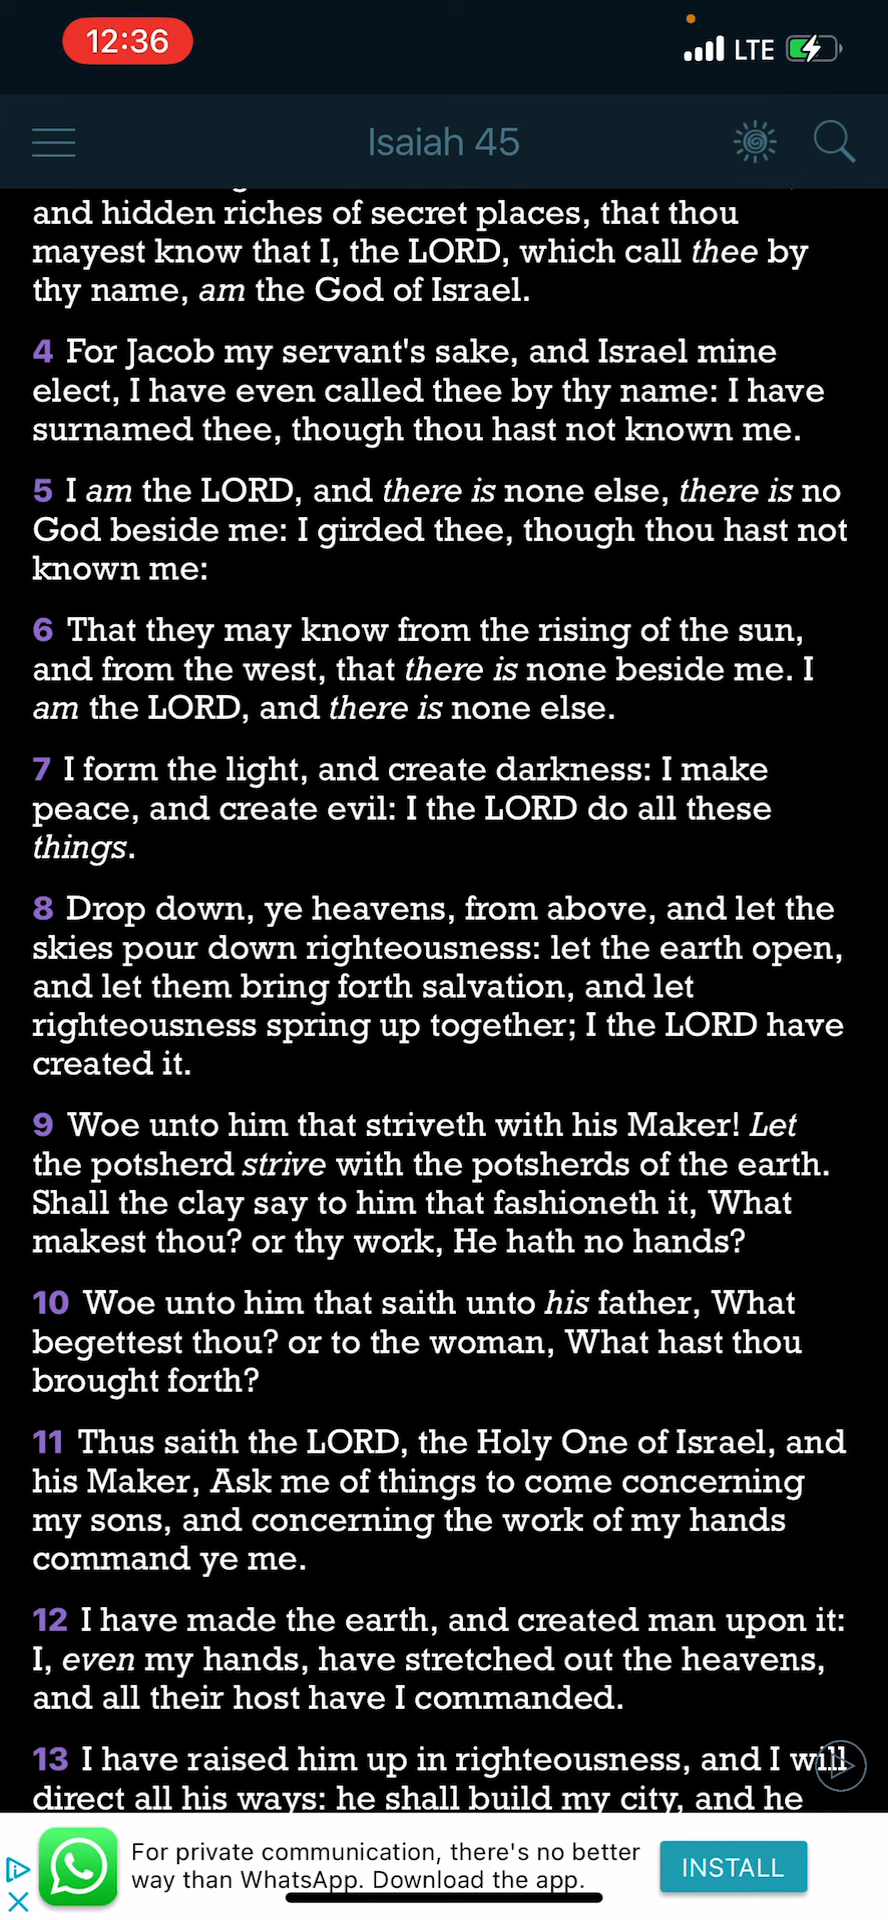 12:36
LTE
Isaiah 45
and hidden riches of secret places, that thou
mayest know that I, the LORD, which call thee by
thy name, am the God of Israel.
4 For Jacob my servant's sake, and Israel mine
elect, I have even called thee by thy name: I have
surnamed thee, though thou hast not known me.
5 I am the LORD, and there is none else, there is no
God beside me: I girded thee, though thou hast not
known me:
6 That they may know from the rising of the sun,
and from the west, that there is none beside me. I
am the LORD, and there is none else.
7 I form the light, and create darkness: I make
peace, and create evil: I the LORD do all these
things.
8 Drop down, ye heavens, from above, and let the
skies pour down righteousness: let the earth open,
and let them bring forth salvation, and let
righteousness spring up together; I the LORD have
created it.
9 Woe unto him that striveth with his Maker! Let
the potsherd strive with the potsherds of the earth.
Shall the clay say to him that fashioneth it, What
makest thou? or thy work, He hath no hands?
10 Woe unto him that saith unto his father, What
begettest thou? or to the woman, What hast thou
brought forth?
11 Thus saith the LORD, the Holy One of Israel, and
his Maker, Ask me of things to come concerning
my sons, and concerning the work of my hands
command ye me.
12 I have made the earth, and created man upon it:
I, even my hands, have stretched out the heavens,
and all their host have I commanded.
13 I have raised him up in righteousness, and I will
direct all his ways: he shall build my city, and he
For private communication, there's no better
way than WhatsApp. Download the app.
INSTALL